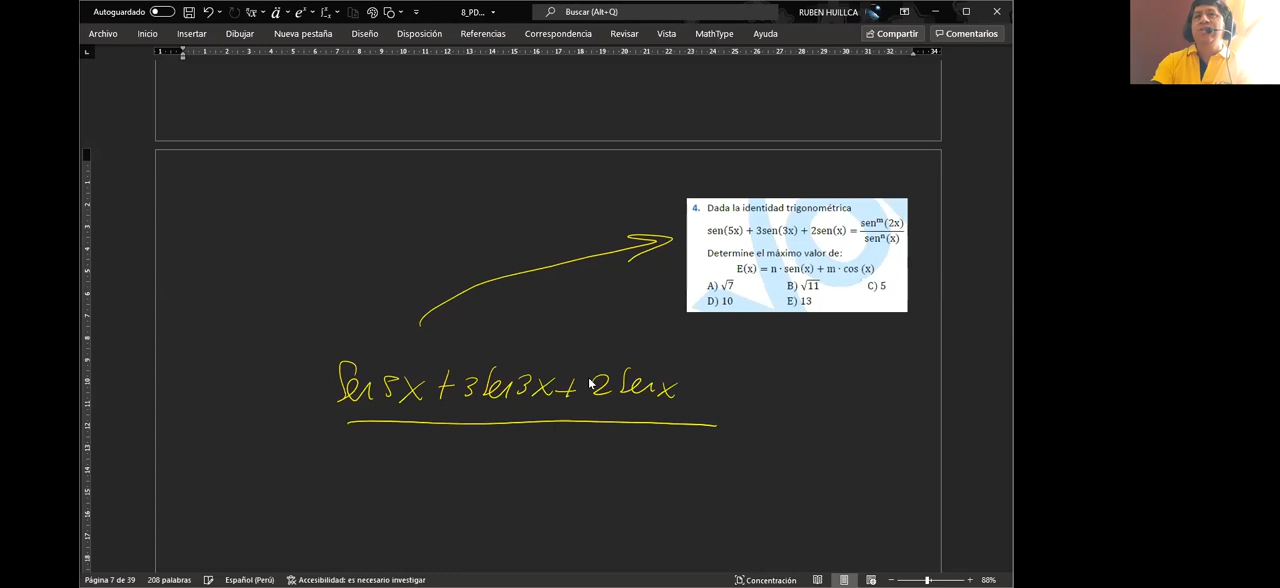 Autoguardado
8_PD...
Buscar (Alt+Q)
RUBEN HUILLCA
Archivo Inicio Insertar Dibujar Nueva pestaña Diseño Disposición Referencias Correspondencia Revisar Vista MathType Ayuda Compartir Comentarios
4. Dada la identidad trigonométrica
sen(5x) + 3sen(3x) + 2sen(x) = senᵐ(2x)/senⁿ(x)
Determine el máximo valor de:
E(x) = n · sen(x) + m · cos (x)
A) √7 B) √11 C) 5
D) 10 E) 13
Sen5x + 3Sen3x + 2Senx
Página 7 de 39 208 palabras Español (Perú) Accesibilidad: es necesario investigar Concentración 88%